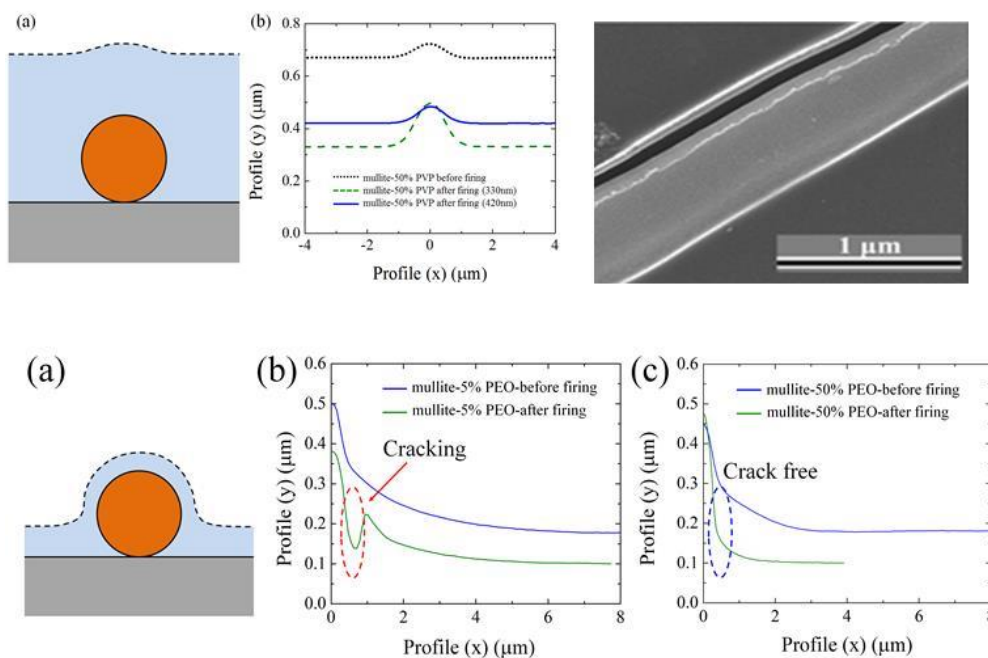 (a)
(b)
Profile (y) (μm)
0.8
0.6
0.4
0.2
0.0
mullite-50% PVP before firing
mullite-50% PVP after firing (330nm)
mullite-50% PVP after firing (420nm)
-4
-2
0
2
4
Profile (x) (μm)
1 μm
(a)
(b)
Profile (y) (μm)
0.6
0.5
0.4
0.3
0.2
0.1
0.0
mullite-5% PEO-before firing
mullite-5% PEO-after firing
Cracking
0
2
4
6
8
Profile (x) (μm)
(c)
Profile (y) (μm)
0.6
0.5
0.4
0.3
0.2
0.1
0.0
mullite-50% PEO-before firing
mullite-50% PEO-after firing
Crack free
0
2
4
6
8
Profile (x) (μm)